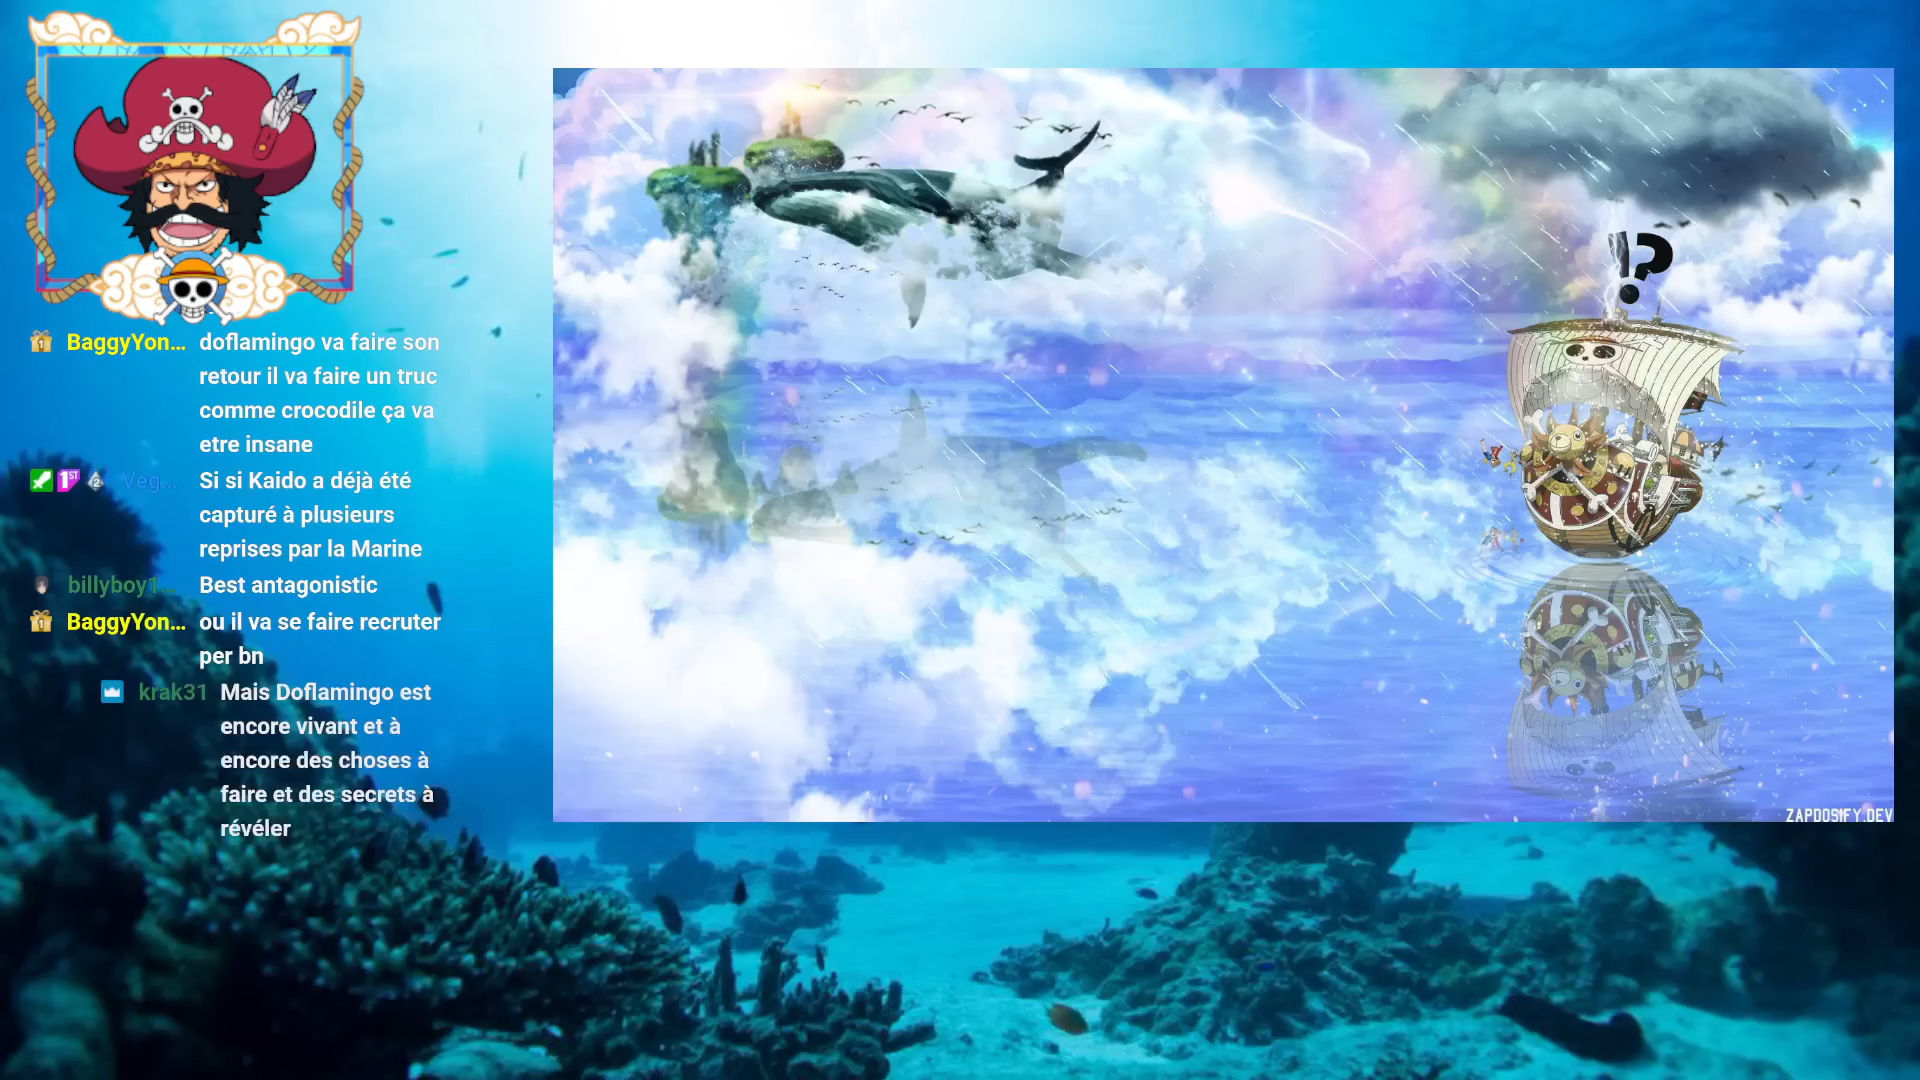 BaggyYon... doflamingo va faire son
retour il va faire un truc
comme crocodile ça va
etre insane
Veg... Si si Kaido a déjà été
capturé à plusieurs
reprises par la Marine
billyboy1... Best antagonistic
BaggyYon... ou il va se faire recruter
per bn
krak31 Mais Doflamingo est
encore vivant et à
encore des choses à
faire et des secrets à
révéler
!?
ZAPDOSIFY.DEV